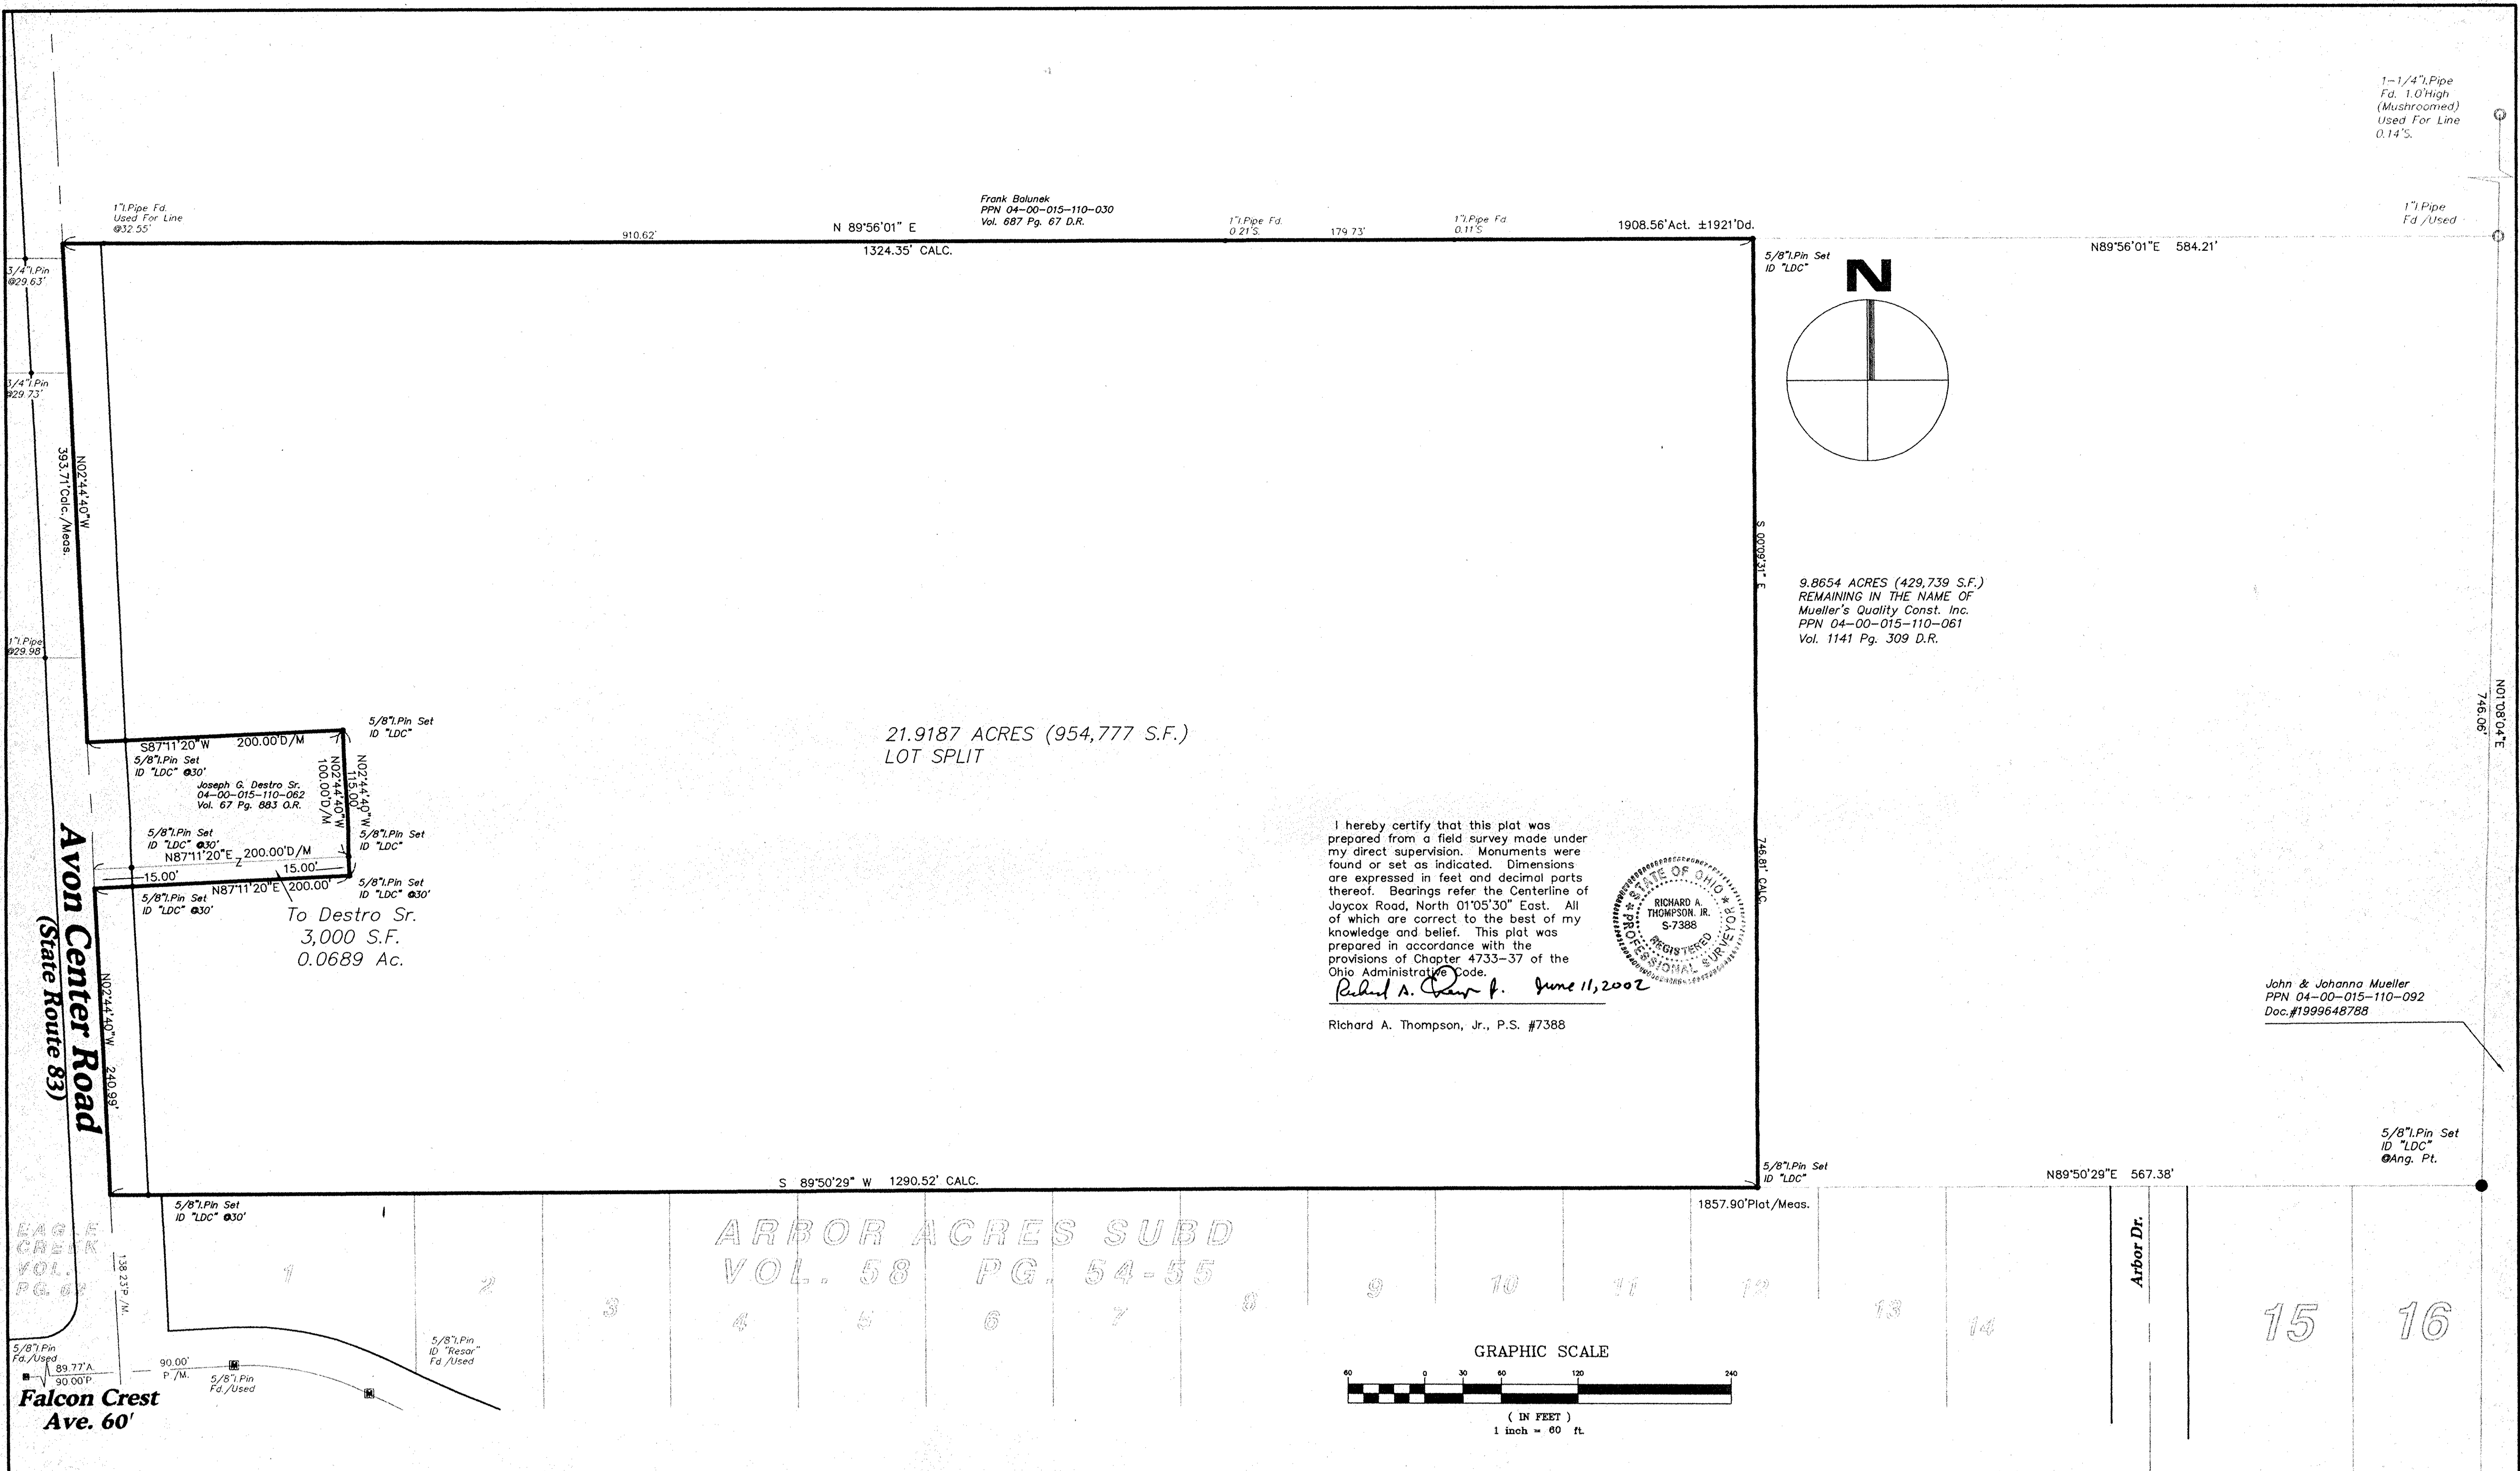 1-1/4"I.Pipe
Fd. 1.0'High
(Mushroomed)
Used For Line
0.14'S.
1"I.Pipe Fd.
Used For Line
@32.55'
Frank Balunek
PPN 04-00-015-110-030
Vol. 687 Pg. 67 D.R.
1"I.Pipe
Fd./Used
910.62'
N 89°56'01" E
1324.35' CALC.
1"I.Pipe Fd.
0.21'S.
179.73'
1"I.Pipe Fd
0.11'S
1908.56'Act. ±1921'Dd.
N89°56'01"E 584.21'
5/8"I.Pin Set
ID "LDC"
N
3/4"I.Pin
@29.63'
3/4"I.Pin
@29.73'
N02°44'40"W
393.71'Calc./Meas.
1"I.Pipe
@29.98'
S 00°09'31" E
746.81' CALC.
9.8654 ACRES (429,739 S.F.)
REMAINING IN THE NAME OF
Mueller's Quality Const. Inc.
PPN 04-00-015-110-061
Vol. 1141 Pg. 309 D.R.
N01°08'04"E
746.06'
21.9187 ACRES (954,777 S.F.)
LOT SPLIT
5/8"I.Pin Set
ID "LDC"
S87°11'20"W 200.00'D/M
5/8"I.Pin Set
ID "LDC" @30'
Joseph G. Destro Sr.
04-00-015-110-062
Vol. 67 Pg. 883 O.R.
N02°44'40"W
115.00'
N02°44'40"W
100.00'D/M
5/8"I.Pin Set
ID "LDC" @30'
5/8"I.Pin Set
ID "LDC"
N87°11'20"E 200.00'D/M
15.00'
15.00'
N87°11'20"E 200.00'
5/8"I.Pin Set
ID "LDC" @30'
5/8"I.Pin Set
ID "LDC" @30'
To Destro Sr.
3,000 S.F.
0.0689 Ac.
Avon Center Road
(State Route 83)
N02°44'40"W 240.99'
I hereby certify that this plat was
prepared from a field survey made under
my direct supervision. Monuments were
found or set as indicated. Dimensions
are expressed in feet and decimal parts
thereof. Bearings refer the Centerline of
Jaycox Road, North 01°05'30" East. All
of which are correct to the best of my
knowledge and belief. This plat was
prepared in accordance with the
provisions of Chapter 4733-37 of the
Ohio Administrative Code.
June 11, 2002
Richard A. Thompson, Jr., P.S. #7388
STATE OF OHIO
RICHARD A.
THOMPSON, JR.
S-7388
REGISTERED
PROFESSIONAL SURVEYOR
John & Johanna Mueller
PPN 04-00-015-110-092
Doc.#1999648788
5/8"I.Pin Set
ID "LDC"
@Ang. Pt.
S 89°50'29" W 1290.52' CALC.
5/8"I.Pin Set
ID "LDC"
N89°50'29"E 567.38'
1857.90'Plat/Meas.
5/8"I.Pin Set
ID "LDC" @30'
EAGLE
CREEK
VOL.
PG.
138.23'P./M.
ARBOR ACRES SUBD
VOL. 58 PG. 54-55
1
2
3
4
5
6
7
8
9
10
11
12
13
14
15
16
Arbor Dr.
5/8"I.Pin
Fd./Used
89.77'A.
90.00'P.
90.00'
P./M.
5/8"I.Pin
Fd./Used
5/8"I.Pin
ID "Resar"
Fd./Used
Falcon Crest
Ave. 60'
GRAPHIC SCALE
60 0 30 60 120 240
( IN FEET )
1 inch = 60 ft.